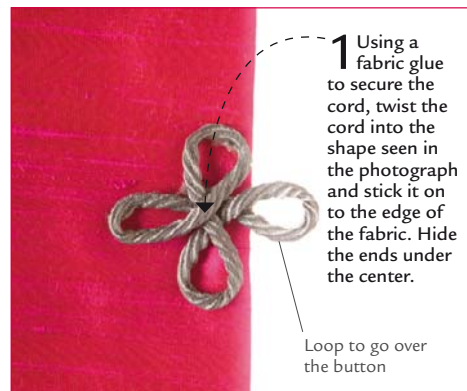 1 Using a
fabric glue
to secure the
cord, twist the
cord into the
shape seen in
the photograph
and stick it on
to the edge of
the fabric. Hide
the ends under
the center.
Loop to go over
the button